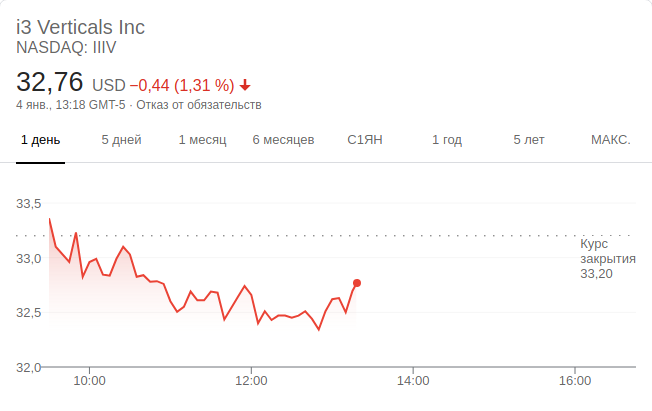 i3 Verticals Inc
NASDAQ: IIIV
32,76 USD −0,44 (1,31 %)
4 янв., 13:18 GMT-5 · Отказ от обязательств
1 день 5 дней 1 месяц 6 месяцев С1ЯН 1 год 5 лет МАКС.
33,5
Курс
закрытия
33,20
33,0
32,5
32,0
10:00 12:00 14:00 16:00